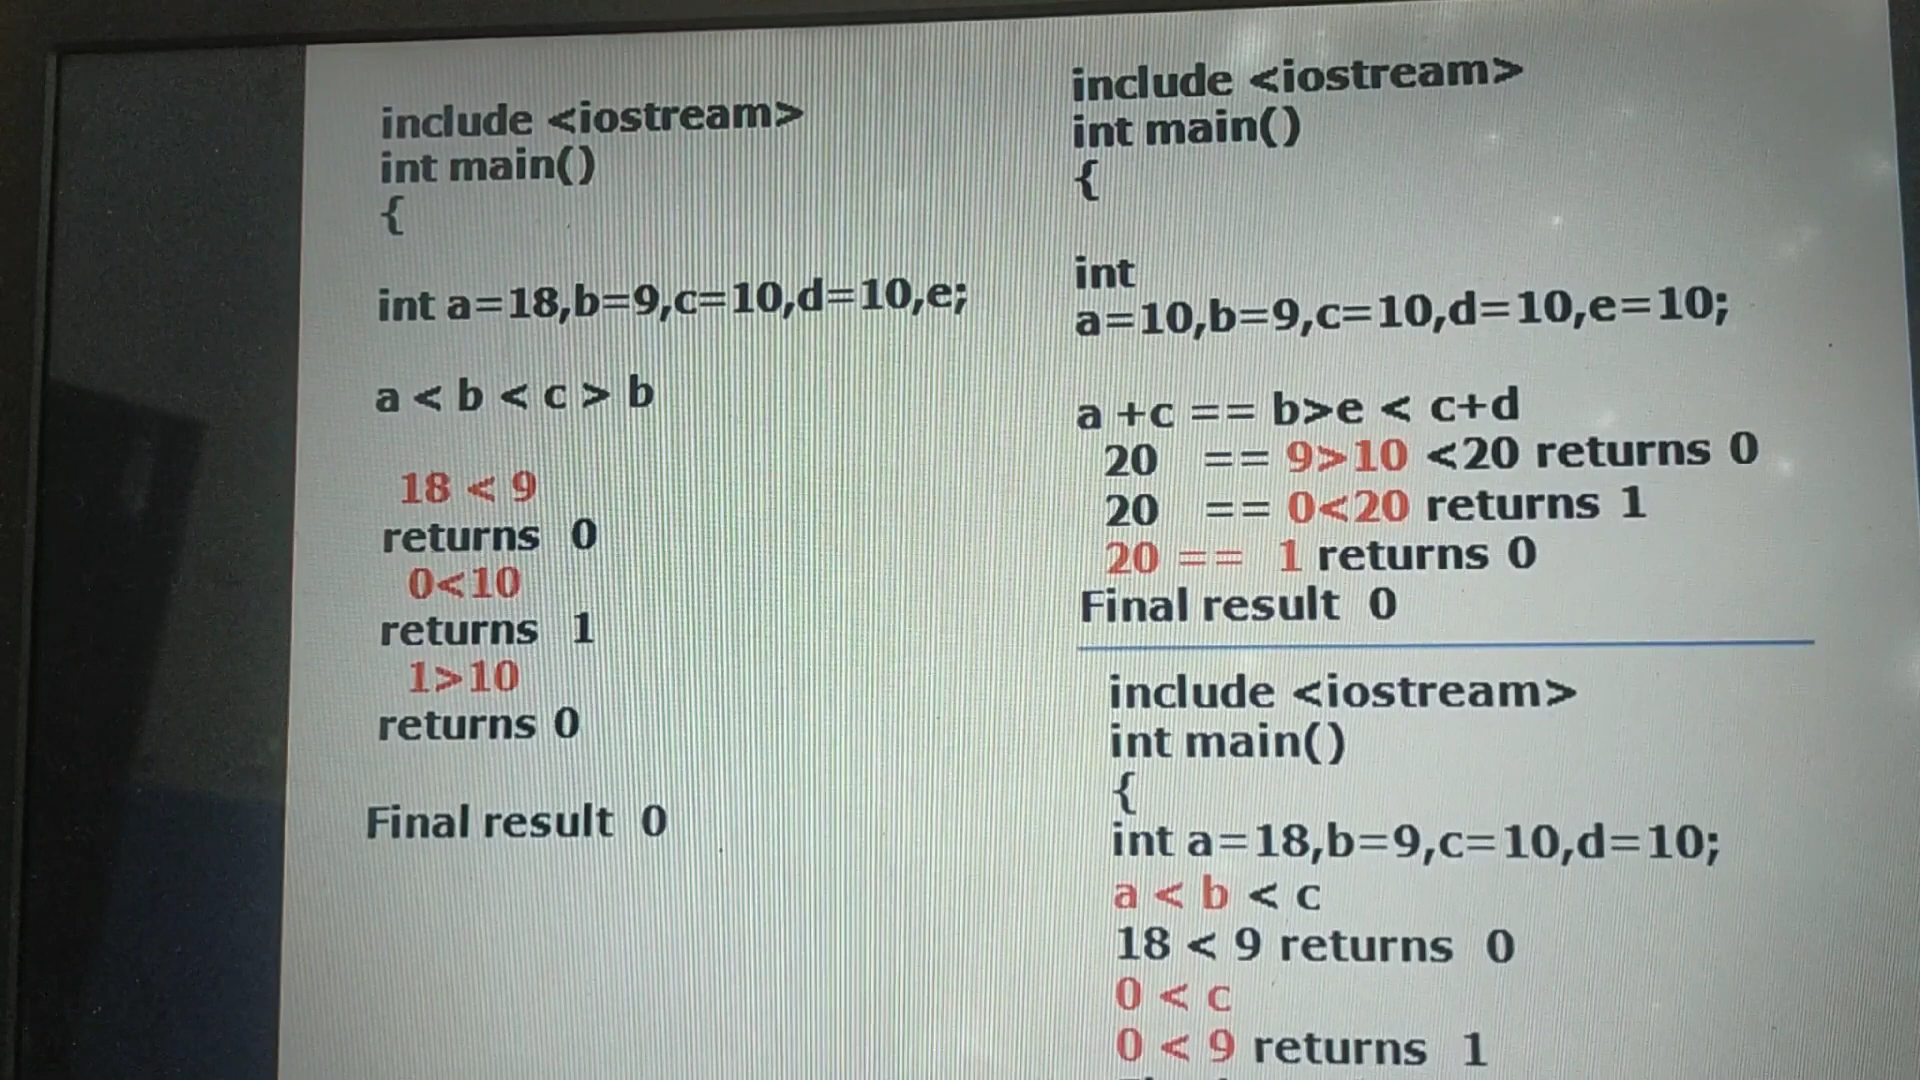 include <iostream>
int main()
{
int a=18,b=9,c=10,d=10,e;
a < b < c > b
18 < 9
returns 0
0<10
returns 1
1>10
returns 0
Final result 0
include <iostream>
int main()
{
int
a=10,b=9,c=10,d=10,e=10;
a +c == b>e < c+d
20 == 9>10 <20 returns 0
20 == 0<20 returns 1
20 == 1 returns 0
Final result 0
include <iostream>
int main()
{
int a=18,b=9,c=10,d=10;
a < b < c
18 < 9 returns 0
0 < c
0 < 9 returns 1